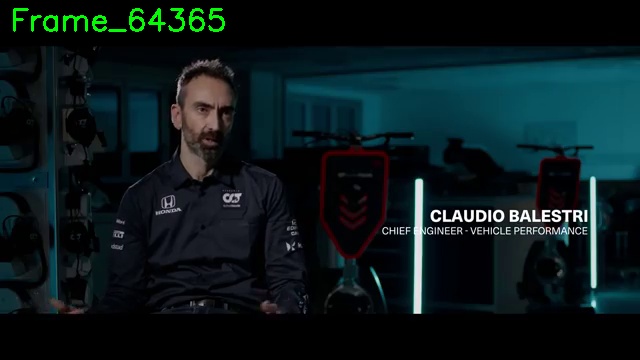 Frame_64365
HONDA
CLAUDIO BALESTRI
CHIEF ENGINEER - VEHICLE PERFORMANCE